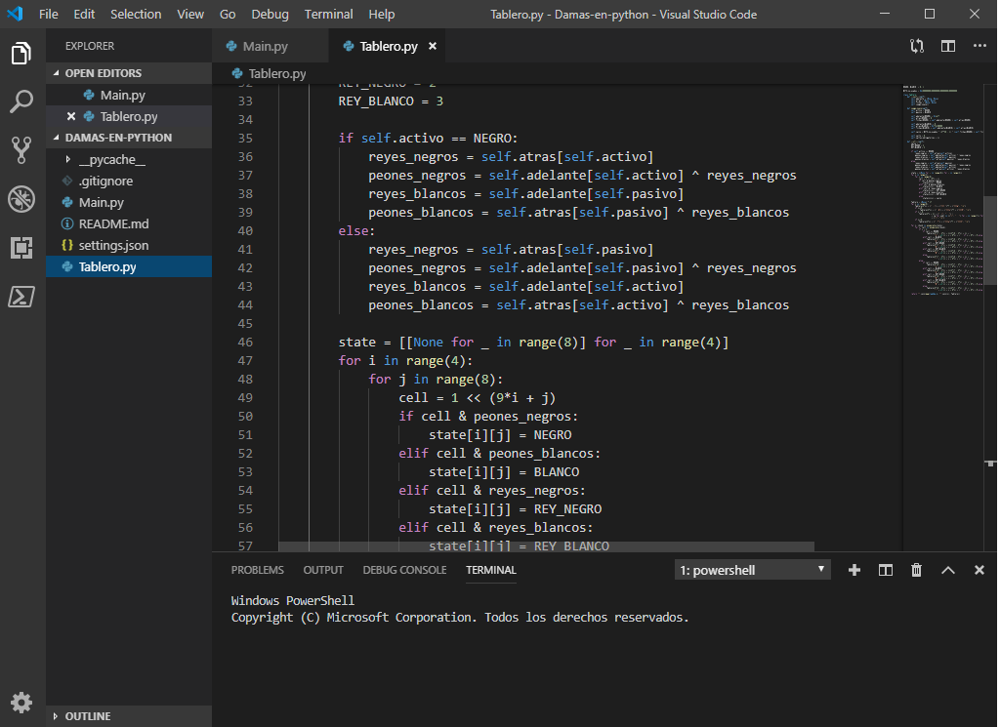 File Edit Selection View Go Debug Terminal Help
Tablero.py - Damas-en-python - Visual Studio Code
EXPLORER
OPEN EDITORS
Main.py
Tablero.py
DAMAS-EN-PYTHON
__pycache__
.gitignore
Main.py
README.md
settings.json
Tablero.py
OUTLINE
Main.py
Tablero.py
Tablero.py
32 REY_NEGRO = 2
33 REY_BLANCO = 3
34
35 if self.activo == NEGRO:
36 reyes_negros = self.atras[self.activo]
37 peones_negros = self.adelante[self.activo] ^ reyes_negros
38 reyes_blancos = self.adelante[self.pasivo]
39 peones_blancos = self.atras[self.pasivo] ^ reyes_blancos
40 else:
41 reyes_negros = self.atras[self.pasivo]
42 peones_negros = self.adelante[self.pasivo] ^ reyes_negros
43 reyes_blancos = self.adelante[self.activo]
44 peones_blancos = self.atras[self.activo] ^ reyes_blancos
45
46 state = [[None for _ in range(8)] for _ in range(4)]
47 for i in range(4):
48 for j in range(8):
49 cell = 1 << (9*i + j)
50 if cell & peones_negros:
51 state[i][j] = NEGRO
52 elif cell & peones_blancos:
53 state[i][j] = BLANCO
54 elif cell & reyes_negros:
55 state[i][j] = REY_NEGRO
56 elif cell & reyes_blancos:
57 state[i][j] = REY_BLANCO
PROBLEMS OUTPUT DEBUG CONSOLE TERMINAL
1: powershell
Windows PowerShell
Copyright (C) Microsoft Corporation. Todos los derechos reservados.